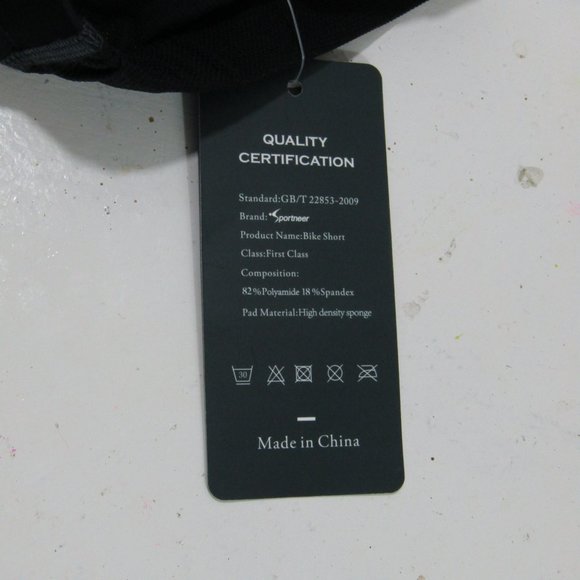 QUALITY
CERTIFICATION
Standard:GB/T 22853-2009
Brand: Sportneer
Product Name:Bike Short
Class:First Class
Composition:
82%Polyamide 18%Spandex
Pad Material:High density sponge
30
Made in China